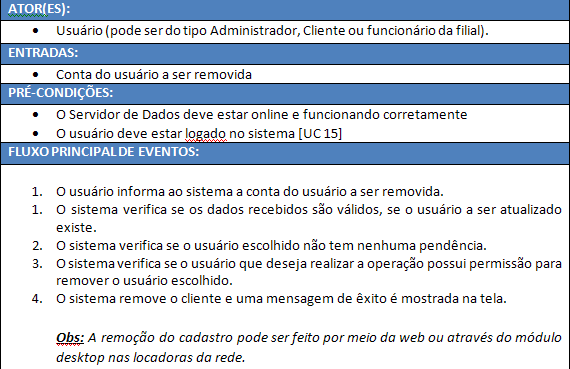 ATOR(ES):
• Usuário (pode ser do tipo Administrador, Cliente ou funcionário da filial).
ENTRADAS:
• Conta do usuário a ser removida
PRÉ-CONDIÇÕES:
• O Servidor de Dados deve estar online e funcionando corretamente
• O usuário deve estar logado no sistema [UC 15]
FLUXO PRINCIPAL DE EVENTOS:
1. O usuário informa ao sistema a conta do usuário a ser removida.
1. O sistema verifica se os dados recebidos são válidos, se o usuário a ser atualizado
existe.
2. O sistema verifica se o usuário escolhido não tem nenhuma pendência.
3. O sistema verifica se o usuário que deseja realizar a operação possui permissão para
remover o usuário escolhido.
4. O sistema remove o cliente e uma mensagem de êxito é mostrada na tela.
Obs: A remoção do cadastro pode ser feito por meio da web ou através do módulo
desktop nas locadoras da rede.